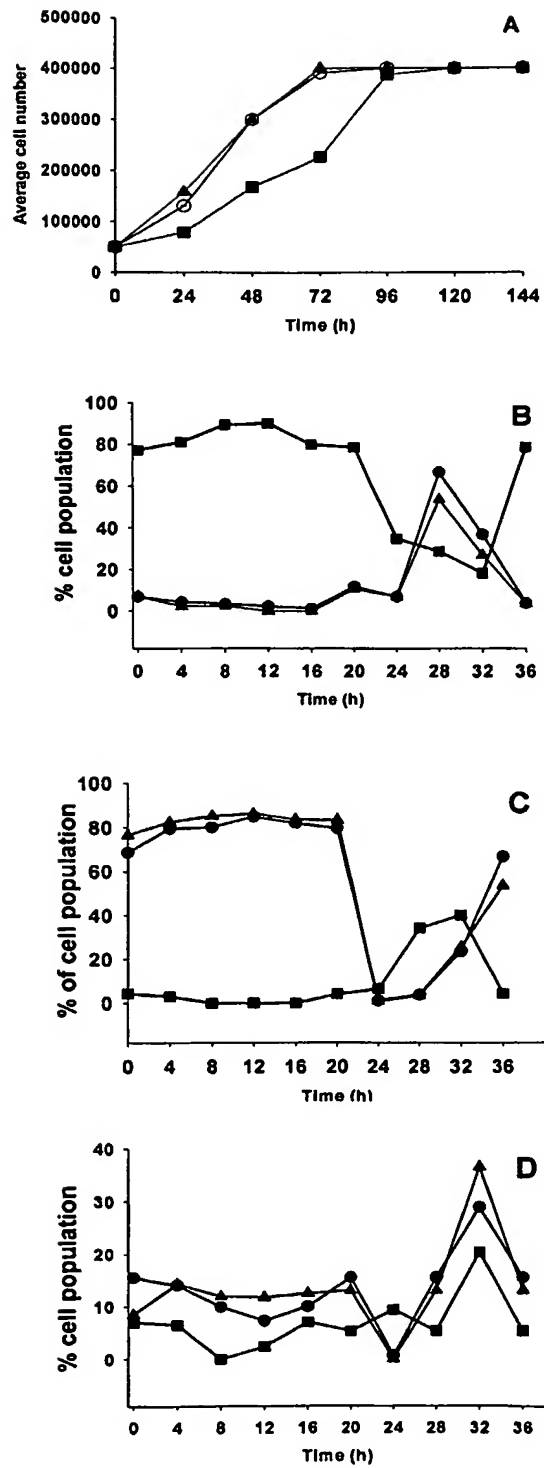 A
Average cell number
500000
400000
300000
200000
100000
0
0 24 48 72 96 120 144
Time (h)
B
% cell population
100
80
60
40
20
0
0 4 8 12 16 20 24 28 32 36
Time (h)
C
% of cell population
100
80
60
40
20
0
0 4 8 12 16 20 24 28 32 36
Time (h)
D
% cell population
40
30
20
10
0
0 4 8 12 16 20 24 28 32 36
Time (h)